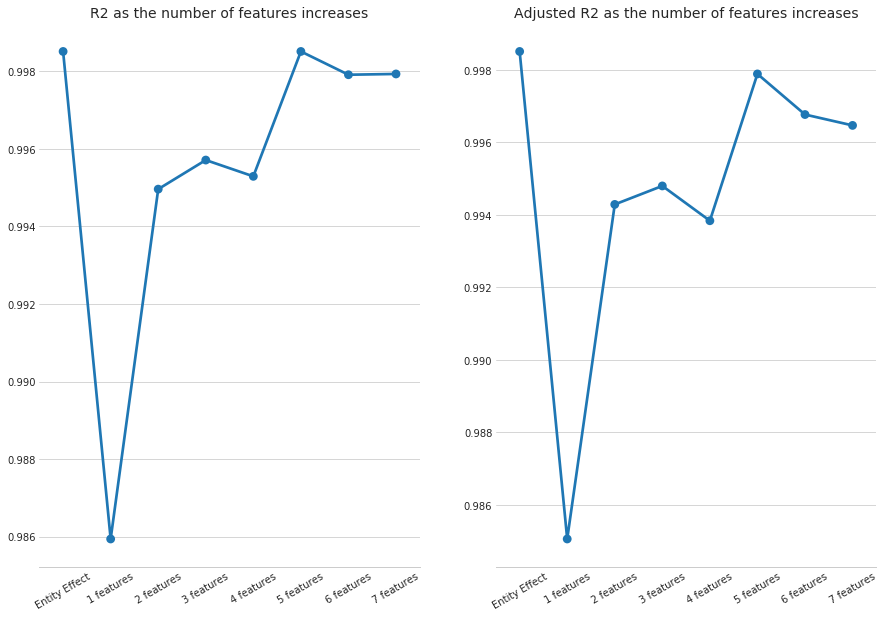 R2 as the number of features increases
0.998
0.996
0.994
0.992
0.990
0.988
0.986
Entity Effect
1 features
2 features
3 features
4 features
5 features
6 features
7 features
Adjusted R2 as the number of features increases
0.998
0.996
0.994
0.992
0.990
0.988
0.986
Entity Effect
1 features
2 features
3 features
4 features
5 features
6 features
7 features